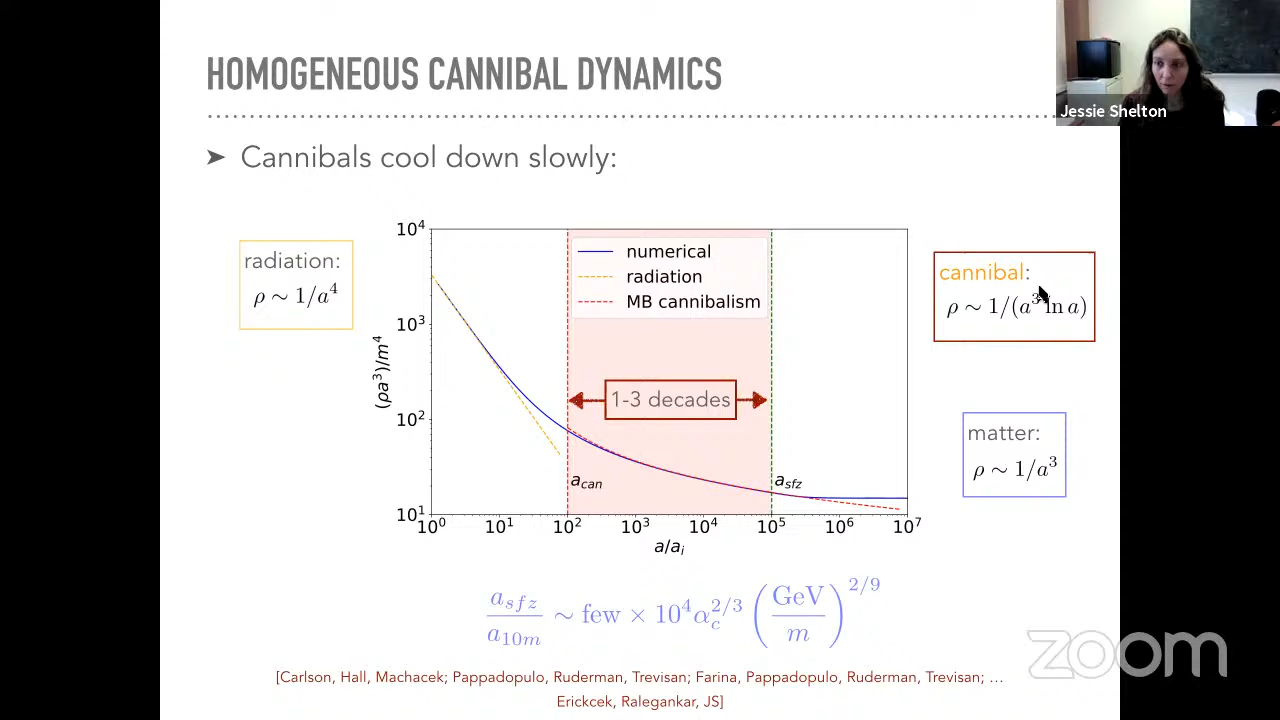 HOMOGENEOUS CANNIBAL DYNAMICS
Jessie Shelton
➤ Cannibals cool down slowly:
radiation:
ρ ∼ 1/a⁴
cannibal:
ρ ∼ 1/(a³ ln a)
matter:
ρ ∼ 1/a³
(ρa³)/m⁴
10⁴
10³
10²
10¹
numerical
radiation
MB cannibalism
1-3 decades
a_can
a_sfz
10⁰ 10¹ 10² 10³ 10⁴ 10⁵ 10⁶ 10⁷
a/a_i
a_sfz/a_10m ∼ few × 10⁴ α_c^2/3 (GeV/m)^2/9
[Carlson, Hall, Machacek; Pappadopulo, Ruderman, Trevisan; Farina, Pappadopulo, Ruderman, Trevisan; …
Erickcek, Ralegankar, JS]
zoom